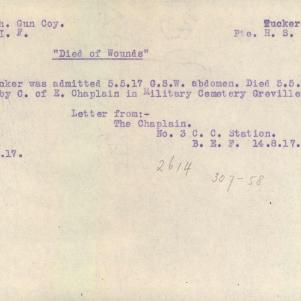 h. Gun Coy. Tucker
I. F. Pte. H. S.
"Died of Wounds"
ucker was admitted 5.5.17 G.S.W. abdomen. Died 5.5.
by C. of E. Chaplain in Military Cemetery Greville
Letter from:-
The Chaplain.
No. 3 C. C. Station.
.17. B. E. F. 14.8.17.
2614
307-58